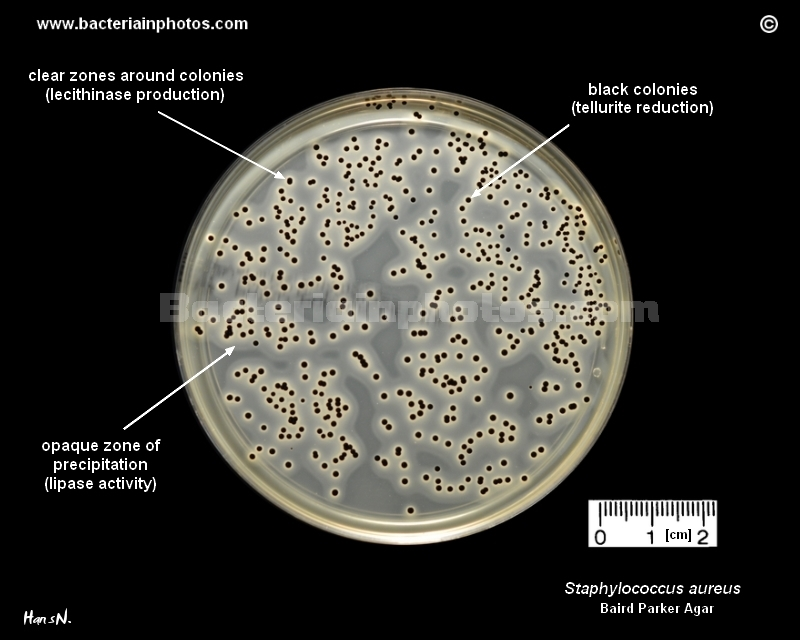 www.bacteriainphotos.com
©
clear zones around colonies
(lecithinase production)
black colonies
(tellurite reduction)
Bacteriainphotos.com
opaque zone of
precipitation
(lipase activity)
0 1 [cm] 2
Staphylococcus aureus
Baird Parker Agar
HansN.